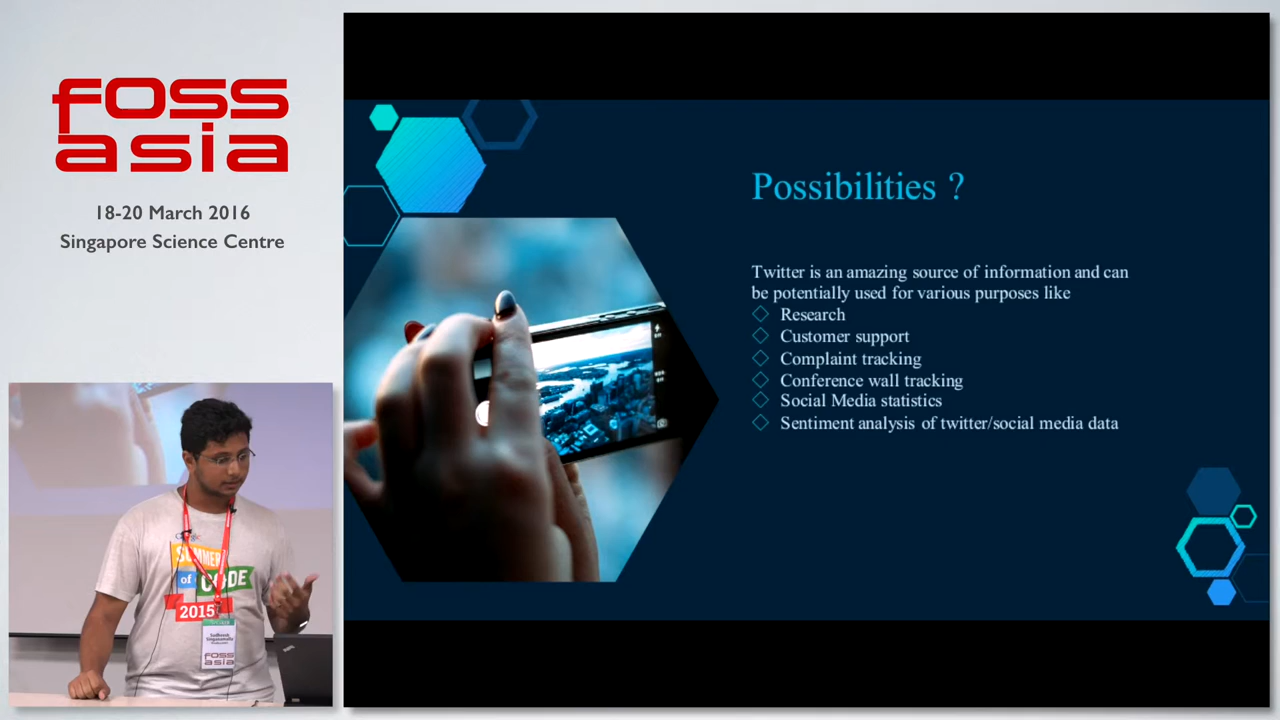 foss
asia
18-20 March 2016
Singapore Science Centre
Possibilities ?
Twitter is an amazing source of information and can
be potentially used for various purposes like
Research
Customer support
Complaint tracking
Conference wall tracking
Social Media statistics
Sentiment analysis of twitter/social media data
Google
SUMMER
of CODE
2015
Singanamalla
foss
asia